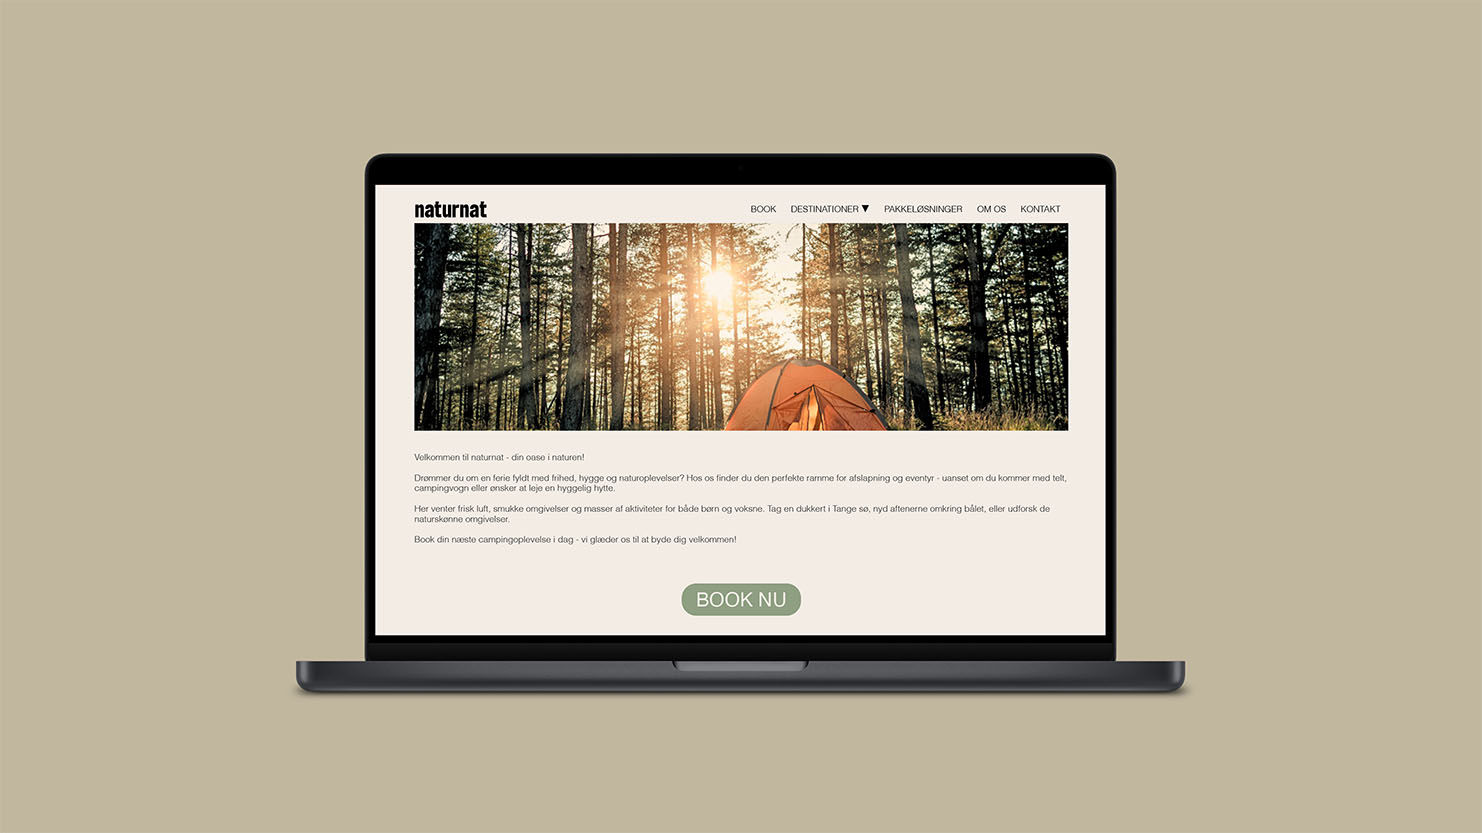 naturnat
BOOK DESTINATIONER ▼ PAKKELØSNINGER OM OS KONTAKT
Velkommen til naturnat - din oase i naturen!
Drømmer du om en ferie fyldt med frihed, hygge og naturoplevelser? Hos os finder du den perfekte ramme for afslapning og eventyr - uanset om du kommer med telt,
campingvogn eller ønsker at leje en hyggelig hytte.
Her venter frisk luft, smukke omgivelser og masser af aktiviteter for både børn og voksne. Tag en dukkert i Tange sø, nyd aftenerne omkring bålet, eller udforsk de
naturskønne omgivelser.
Book din næste campingoplevelse i dag - vi glæder os til at byde dig velkommen!
BOOK NU